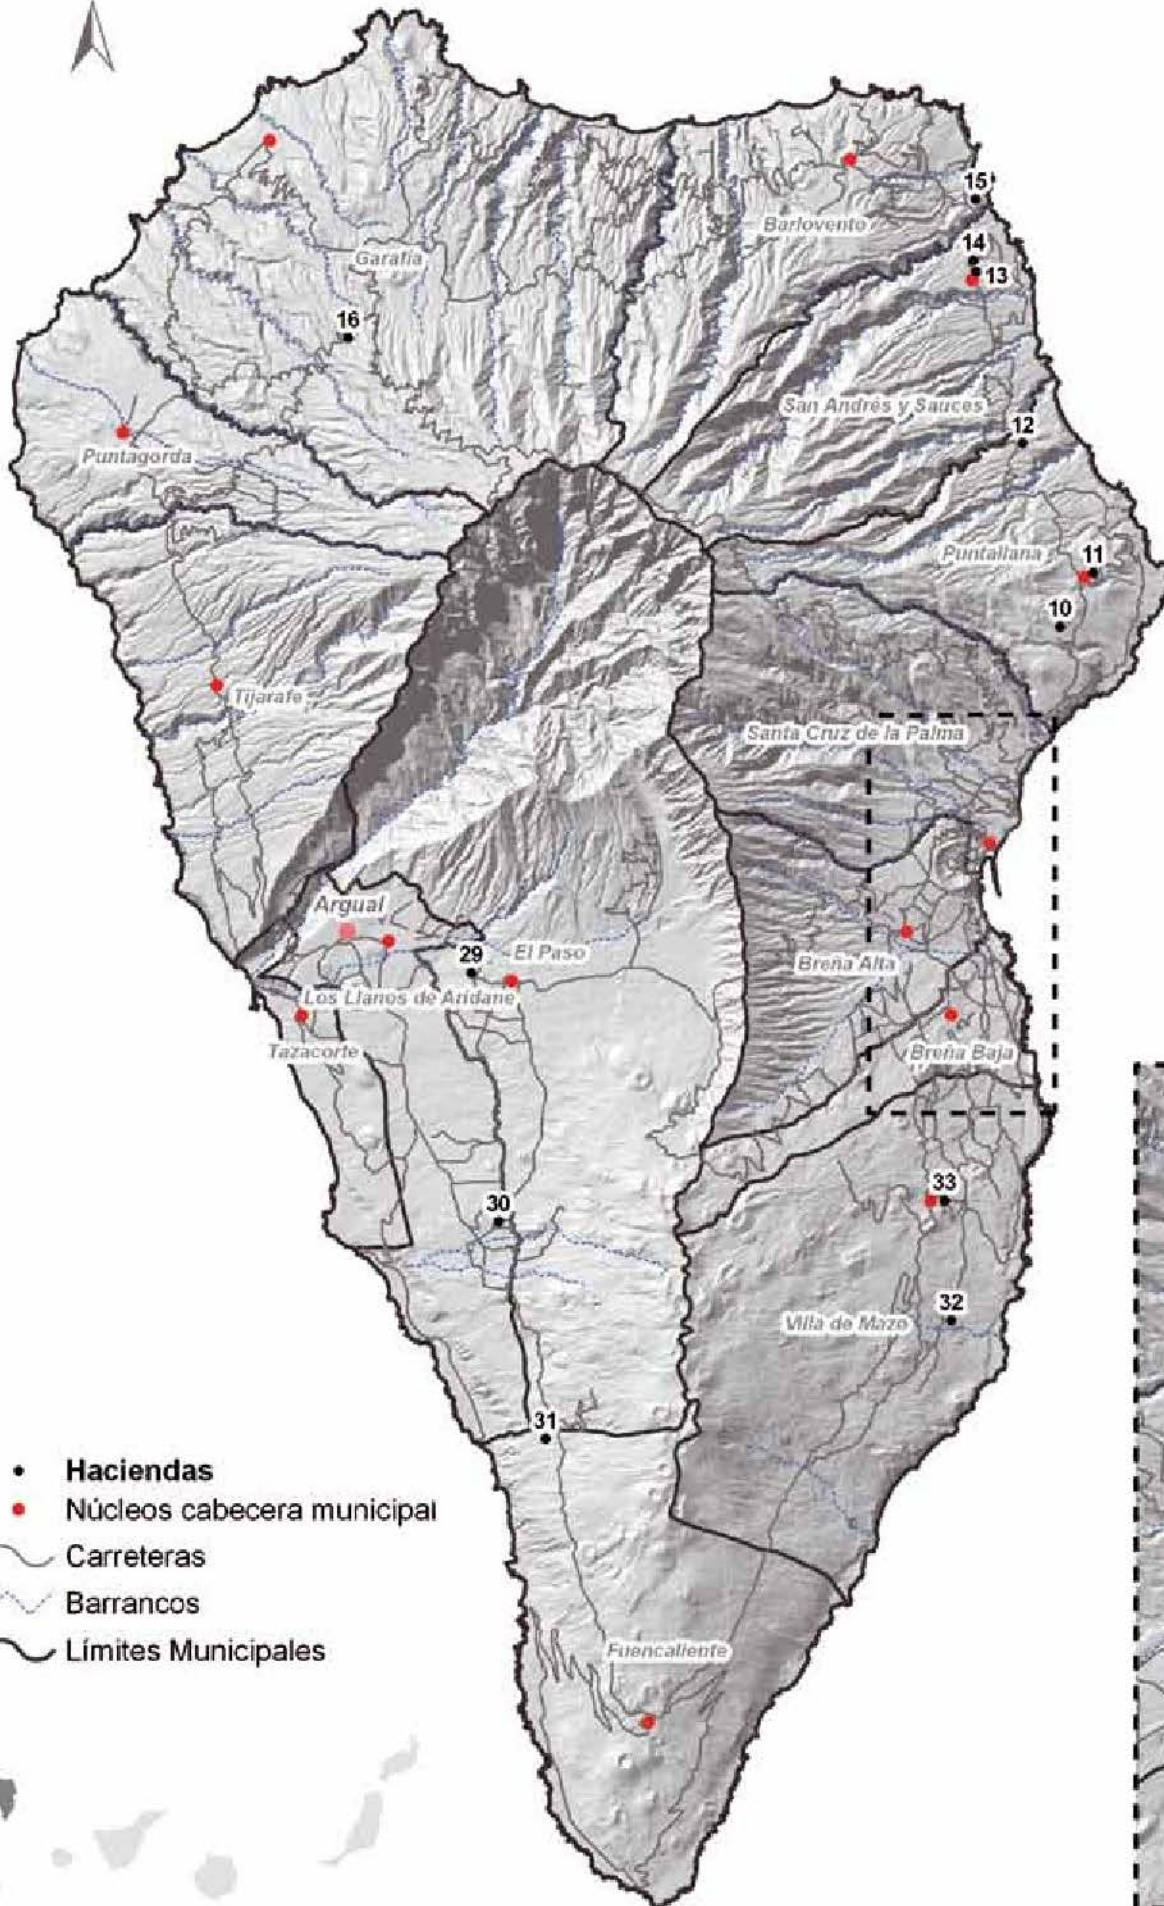 15
Barlovento
14
13
Garafía
16
San Andrés y Sauces
12
Puntagorda
Puntallana
11
10
Tijarafe
Santa Cruz de la Palma
Argual
29
El Paso
Breña Alta
Los Llanos de Aridane
Tazacorte
Breña Baja
33
30
32
Villa de Mazo
31
Haciendas
Núcleos cabecera municipal
Carreteras
Barrancos
Límites Municipales
Fuencaliente